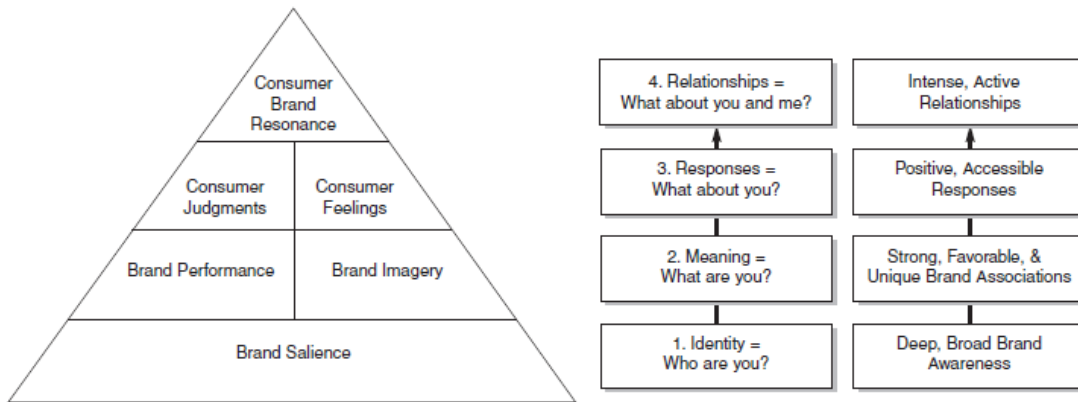 Consumer
Brand
Resonance
Consumer
Judgments
Consumer
Feelings
Brand Performance
Brand Imagery
Brand Salience
4. Relationships =
What about you and me?
3. Responses =
What about you?
2. Meaning =
What are you?
1. Identity =
Who are you?
Intense, Active
Relationships
Positive, Accessible
Responses
Strong, Favorable, &
Unique Brand Associations
Deep, Broad Brand
Awareness